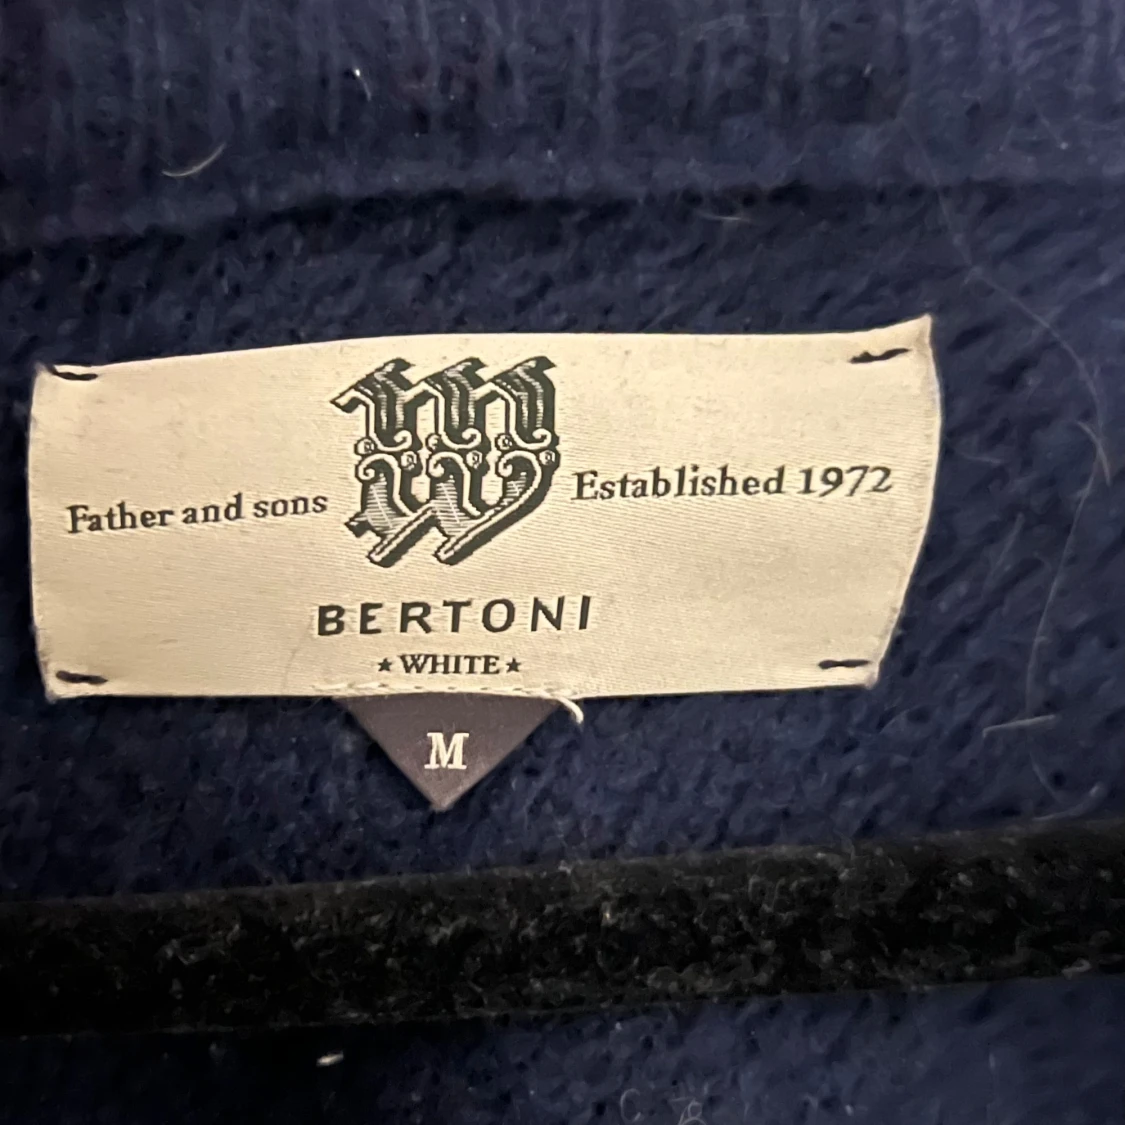 W
Father and sons
Established 1972
BERTONI
★ WHITE ★
M